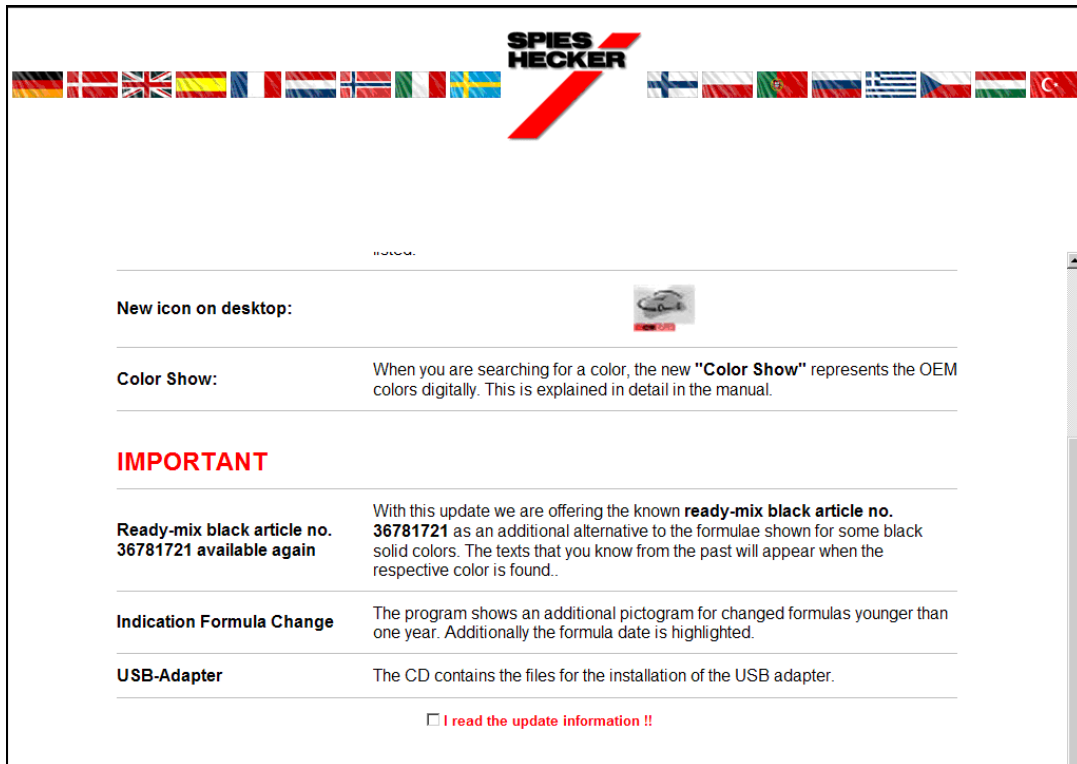 SPIES
HECKER
listed.
New icon on desktop:
Color Show:
When you are searching for a color, the new "Color Show" represents the OEM
colors digitally. This is explained in detail in the manual.
IMPORTANT
Ready-mix black article no.
36781721 available again
With this update we are offering the known ready-mix black article no.
36781721 as an additional alternative to the formulae shown for some black
solid colors. The texts that you know from the past will appear when the
respective color is found..
Indication Formula Change
The program shows an additional pictogram for changed formulas younger than
one year. Additionally the formula date is highlighted.
USB-Adapter
The CD contains the files for the installation of the USB adapter.
I read the update information !!